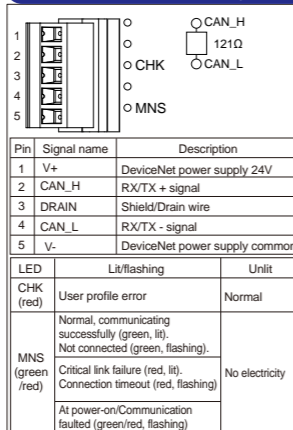 1
2
3
4
5
CHK
MNS
CAN_H
121Ω
CAN_L
Pin Signal name Description
1 V+ DeviceNet power supply 24V
2 CAN_H RX/TX + signal
3 DRAIN Shield/Drain wire
4 CAN_L RX/TX - signal
5 V- DeviceNet power supply common
LED Lit/flashing Unlit
CHK
(red)
User profile error
Normal
MNS
(green
/red)
Normal, communicating
successfully (green, lit).
Not connected (green, flashing).
Critical link failure (red, lit).
Connection timeout (red, flashing)
At power-on/Communication
faulted (green/red, flashing)
No electricity